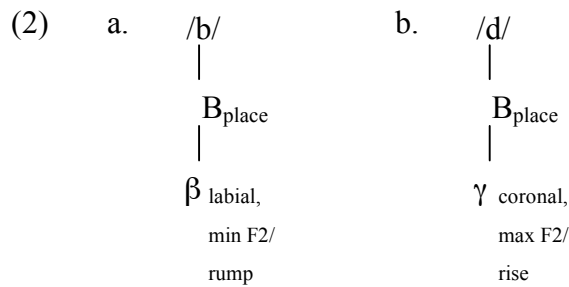 (2) a. /b/ b. /d/
B place B place
β labial, γ coronal,
min F2/ max F2/
rump rise